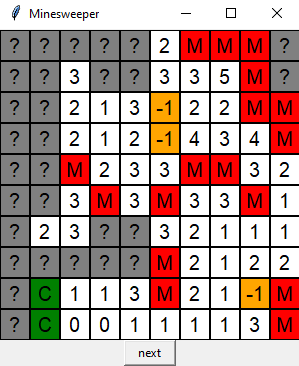 Minesweeper
? ? ? ? ? 2 M M M ?
? ? 3 ? ? 3 3 5 M ?
? ? 2 1 3 -1 2 2 M M
? ? 2 1 2 -1 4 3 4 M
? ? M 2 3 3 M M 3 2
? ? 3 M 3 M 3 3 M 1
? 2 3 ? ? 3 2 1 1 1
? ? ? ? ? M 2 1 2 2
? C 1 1 3 M 2 1 -1 M
? C 0 0 1 1 1 1 3 M
next